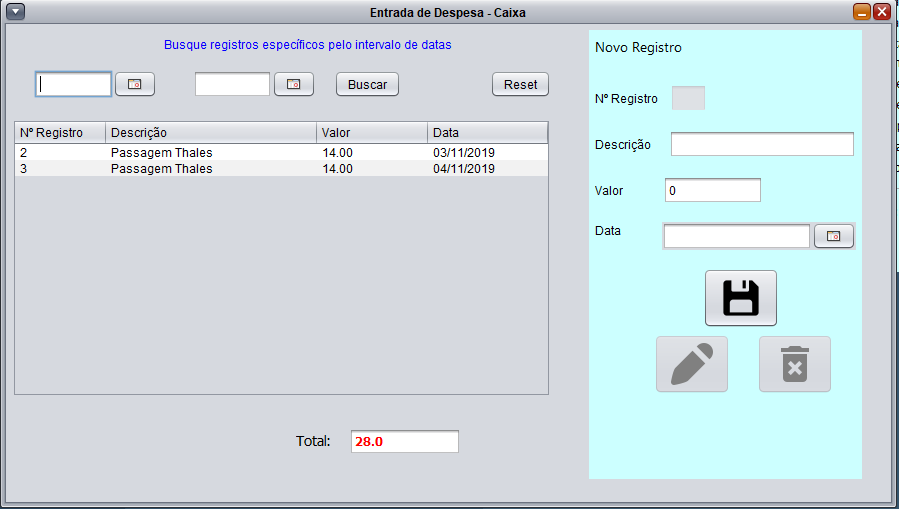 Entrada de Despesa - Caixa
Busque registros específicos pelo intervalo de datas
Buscar
Reset
Nº Registro Descrição Valor Data
2 Passagem Thales 14.00 03/11/2019
3 Passagem Thales 14.00 04/11/2019
Total: 28.0
Novo Registro
Nº Registro
Descrição
Valor 0
Data